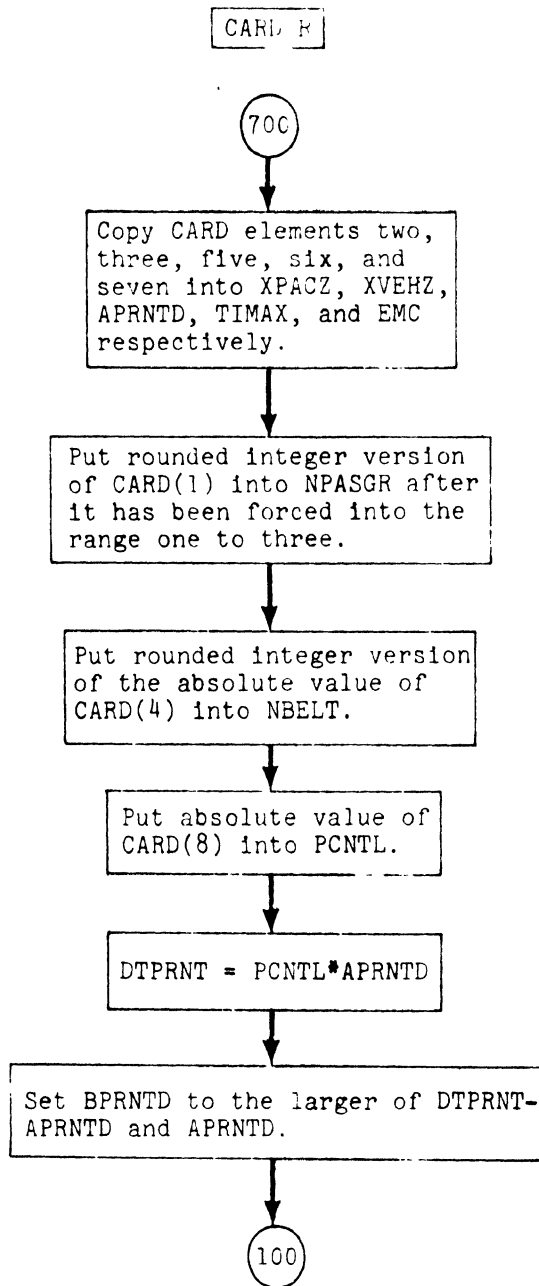 CARD
700
Copy CARD elements two,
three, five, six, and
seven into XPACZ, XVEHZ,
APRNTD, TIMAX, and EMC
respectively.
Put rounded integer version
of CARD(1) into NPASGR after
it has been forced into the
range one to three.
Put rounded integer version
of the absolute value of
CARD(4) into NBELT.
Put absolute value of
CARD(8) into PCNTL.
DTPRNT = PCNTL*APRNTD
Set BPRNTD to the larger of DTPRNT-
APRNTD and APRNTD.
100